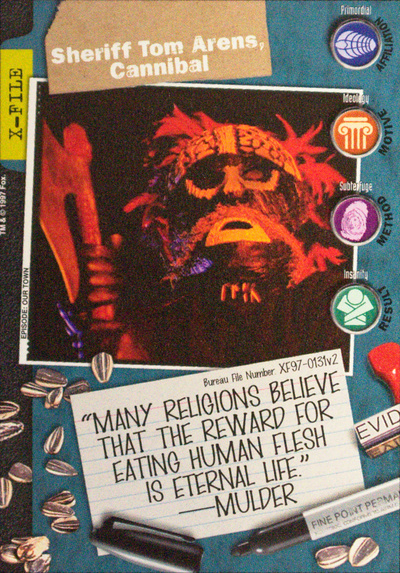 Sheriff Tom Arens,
Cannibal
X-FILE
TM & © 1997 Fox.
Primordial
AFFILIATION
Ideology
MOTIVE
Subterfuge
METHOD
Insanity
RESULT
EPISODE: OUR TOWN
Bureau File Number: XF97-0131v2
"MANY RELIGIONS BELIEVE
THAT THE REWARD FOR
EATING HUMAN FLESH
IS ETERNAL LIFE."
—MULDER
EVID
FINE POINT PERMA